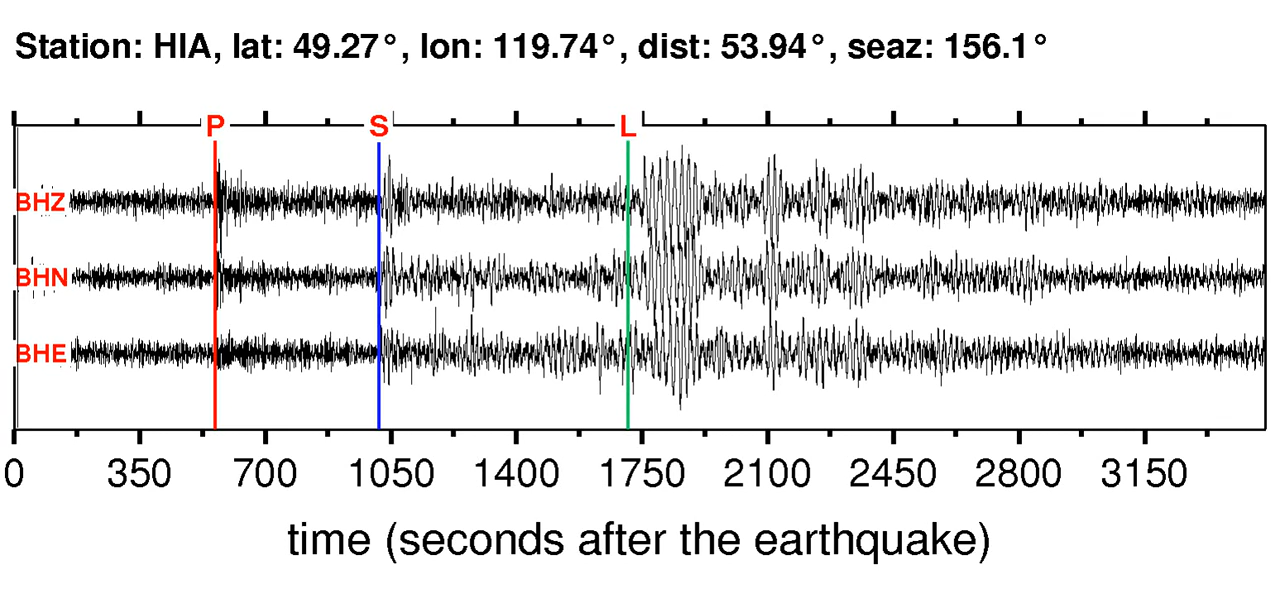 Station: HIA, lat: 49.27°, lon: 119.74°, dist: 53.94°, seaz: 156.1°
P S L
BHZ
BHN
BHE
0 350 700 1050 1400 1750 2100 2450 2800 3150
time (seconds after the earthquake)